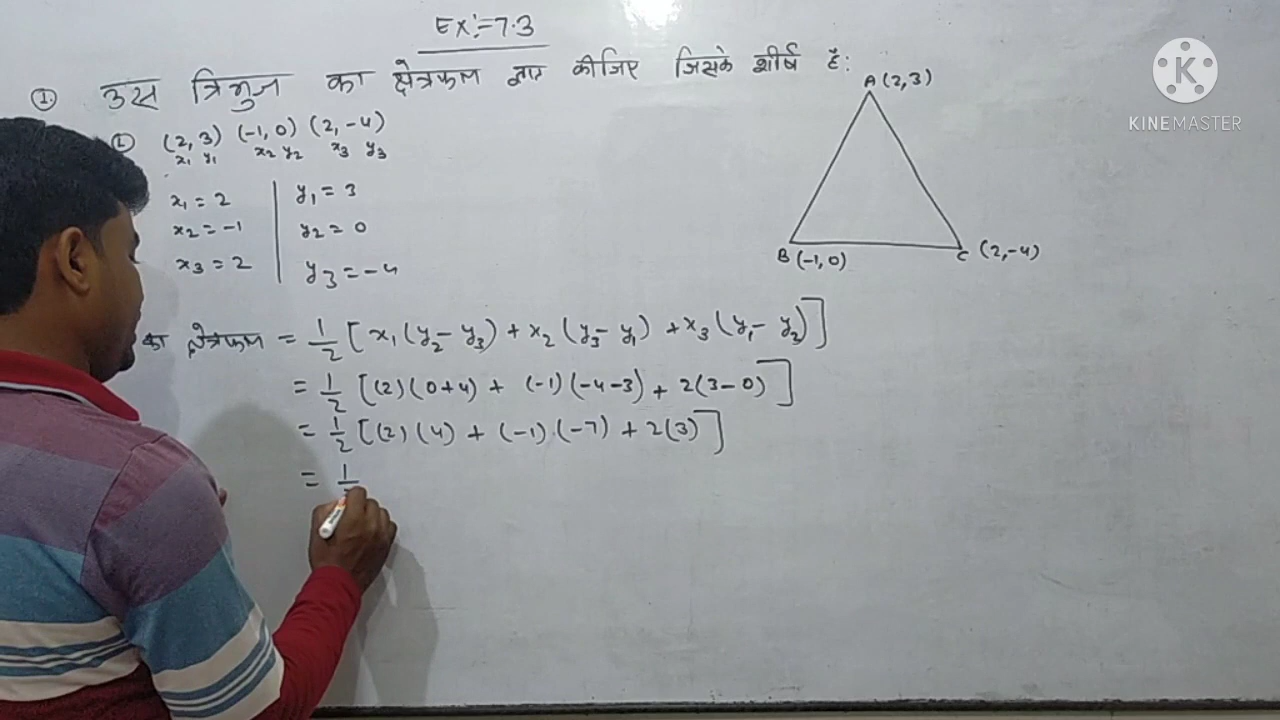 Ex:-7.3
①. उस त्रिभुज का क्षेत्रफल ज्ञात कीजिए जिसके शीर्ष हैं:
(2, 3) (-1, 0) (2, -4)
x₁ y₁ x₂ y₂ x₃ y₃
x₁ = 2 y₁ = 3
x₂ = -1 y₂ = 0
x₃ = 2 y₃ = -4
A (2,3)
B (-1,0) C (2,-4)
का क्षेत्रफल = 1/2 [ x₁ (y₂ - y₃) + x₂ (y₃ - y₁) + x₃ (y₁ - y₂) ]
= 1/2 [ (2) (0+4) + (-1) (-4-3) + 2(3-0) ]
= 1/2 [ (2) (4) + (-1) (-7) + 2(3) ]
= 1
KINEMASTER